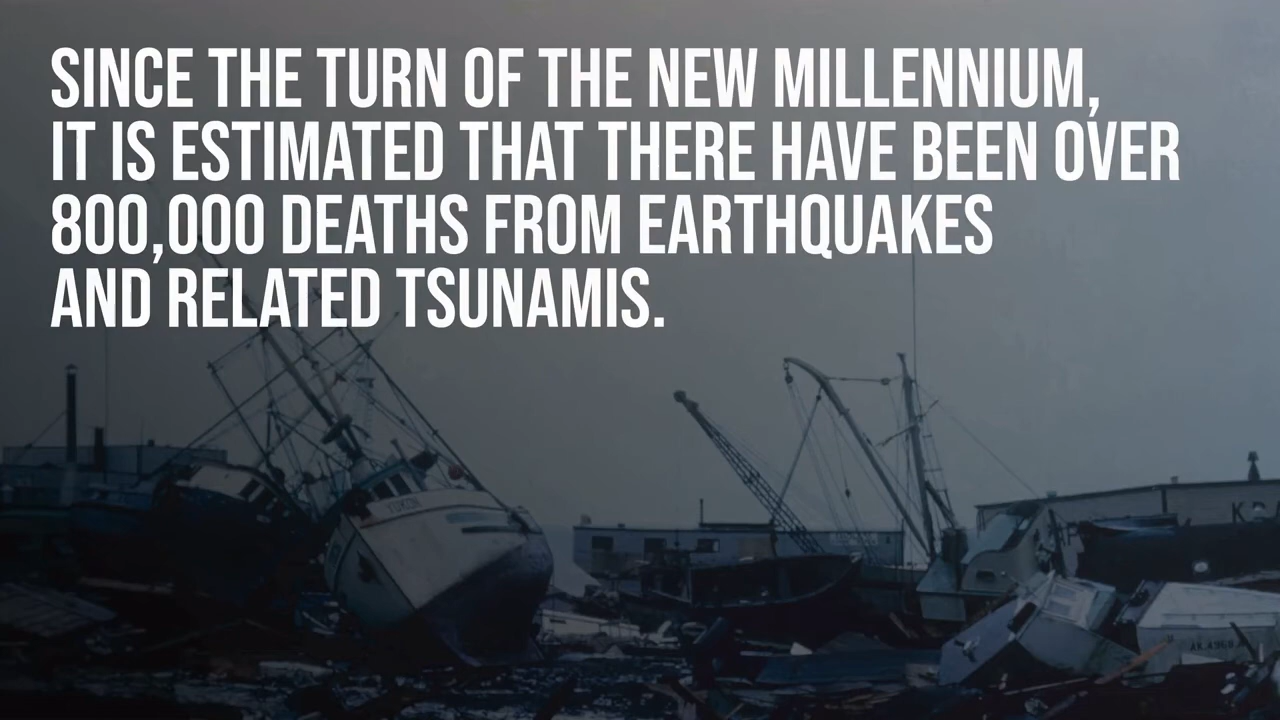 SINCE THE TURN OF THE NEW MILLENNIUM,
IT IS ESTIMATED THAT THERE HAVE BEEN OVER
800,000 DEATHS FROM EARTHQUAKES
AND RELATED TSUNAMIS.
YUKON